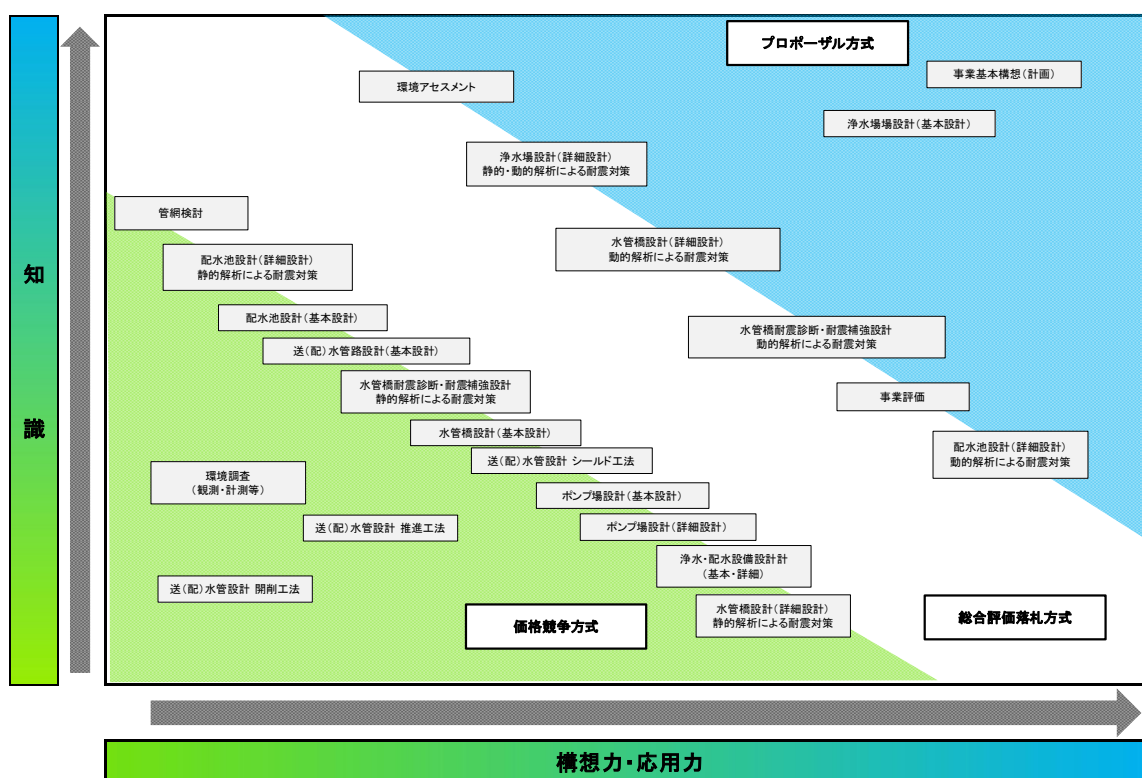 プロポーザル方式
事業基本構想(計画)
環境アセスメント
浄水場場設計(基本設計)
浄水場設計(詳細設計)
静的・動的解析による耐震対策
管網検討
水管橋設計(詳細設計)
動的解析による耐震対策
配水池設計(詳細設計)
静的解析による耐震対策
配水池設計(基本設計)
水管橋耐震診断・耐震補強設計
動的解析による耐震対策
送(配)水管路設計(基本設計)
水管橋耐震診断・耐震補強設計
静的解析による耐震対策
事業評価
水管橋設計(基本設計)
配水池設計(詳細設計)
動的解析による耐震対策
送(配)水管設計 シールド工法
環境調査
(観測・計測等)
ポンプ場設計(基本設計)
送(配)水管設計 推進工法
ポンプ場設計(詳細設計)
浄水・配水設備設計計
(基本・詳細)
送(配)水管設計 開削工法
水管橋設計(詳細設計)
静的解析による耐震対策
価格競争方式
総合評価落札方式
知識
構想力・応用力